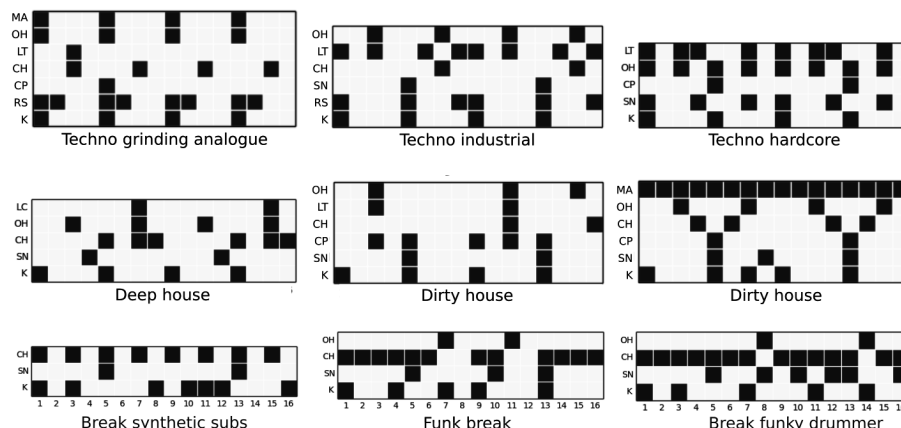 MA
OH
LT
CH
CP
RS
K
Techno grinding analogue
OH
LT
CH
SN
RS
K
Techno industrial
LT
OH
CP
SN
K
Techno hardcore
LC
OH
CH
SN
K
Deep house
OH
LT
CH
CP
SN
K
Dirty house
MA
OH
CH
CP
SN
K
Dirty house
CH
SN
K
1 2 3 4 5 6 7 8 9 10 11 12 13 14 15 16
Break synthetic subs
OH
CH
SN
K
1 2 3 4 5 6 7 8 9 10 11 12 13 14 15 16
Funk break
OH
CH
SN
K
1 2 3 4 5 6 7 8 9 10 11 12 13 14 15
Break funky drummer